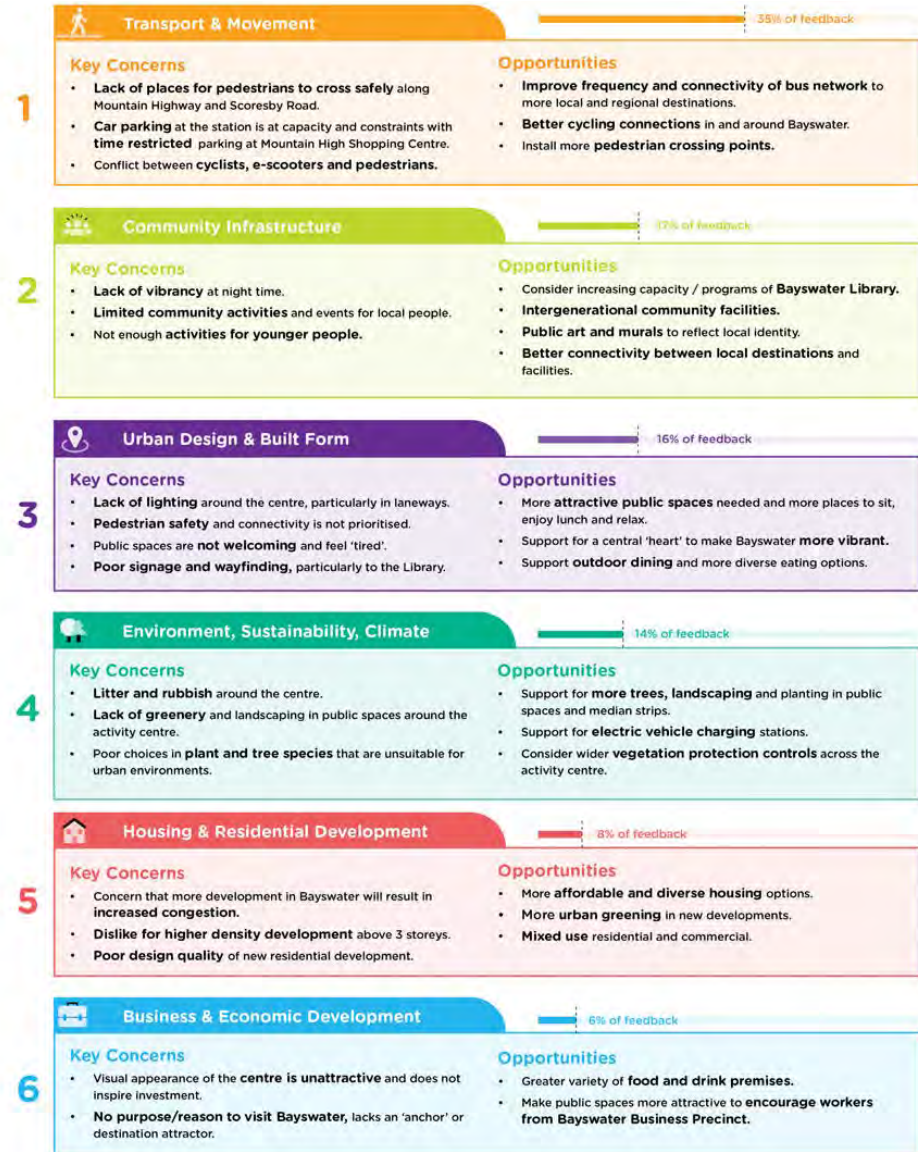 1
Transport & Movement
35% of feedback
Key Concerns
• Lack of places for pedestrians to cross safely along
Mountain Highway and Scoresby Road.
• Car parking at the station is at capacity and constraints with
time restricted parking at Mountain High Shopping Centre.
• Conflict between cyclists, e-scooters and pedestrians.
Opportunities
• Improve frequency and connectivity of bus network to
more local and regional destinations.
• Better cycling connections in and around Bayswater.
• Install more pedestrian crossing points.
2
Community Infrastructure
17% of feedback
Key Concerns
• Lack of vibrancy at night time.
• Limited community activities and events for local people.
• Not enough activities for younger people.
Opportunities
• Consider increasing capacity / programs of Bayswater Library.
• Intergenerational community facilities.
• Public art and murals to reflect local identity.
• Better connectivity between local destinations and
facilities.
3
Urban Design & Built Form
16% of feedback
Key Concerns
• Lack of lighting around the centre, particularly in laneways.
• Pedestrian safety and connectivity is not prioritised.
• Public spaces are not welcoming and feel 'tired'.
• Poor signage and wayfinding, particularly to the Library.
Opportunities
• More attractive public spaces needed and more places to sit,
enjoy lunch and relax.
• Support for a central 'heart' to make Bayswater more vibrant.
• Support outdoor dining and more diverse eating options.
4
Environment, Sustainability, Climate
14% of feedback
Key Concerns
• Litter and rubbish around the centre.
• Lack of greenery and landscaping in public spaces around the
activity centre.
• Poor choices in plant and tree species that are unsuitable for
urban environments.
Opportunities
• Support for more trees, landscaping and planting in public
spaces and median strips.
• Support for electric vehicle charging stations.
• Consider wider vegetation protection controls across the
activity centre.
5
Housing & Residential Development
8% of feedback
Key Concerns
• Concern that more development in Bayswater will result in
increased congestion.
• Dislike for higher density development above 3 storeys.
• Poor design quality of new residential development.
Opportunities
• More affordable and diverse housing options.
• More urban greening in new developments.
• Mixed use residential and commercial.
6
Business & Economic Development
6% of feedback
Key Concerns
• Visual appearance of the centre is unattractive and does not
inspire investment.
• No purpose/reason to visit Bayswater, lacks an 'anchor' or
destination attractor.
Opportunities
• Greater variety of food and drink premises.
• Make public spaces more attractive to encourage workers
from Bayswater Business Precinct.